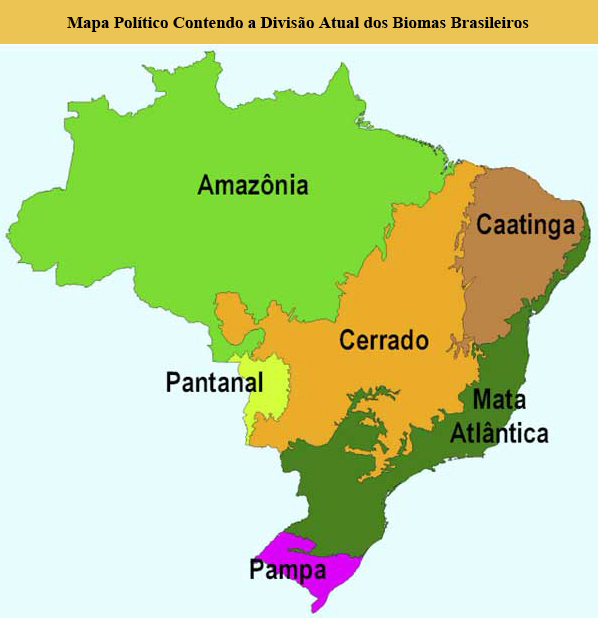 Mapa Político Contendo a Divisão Atual dos Biomas Brasileiros
Amazônia
Caatinga
Cerrado
Pantanal
Mata
Atlântica
Pampa